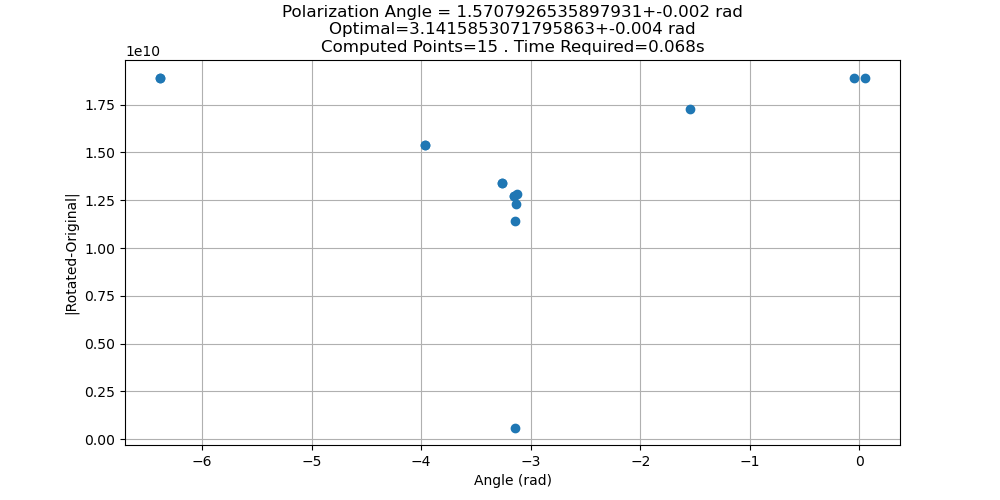 Polarization Angle = 1.5707926535897931+-0.002 rad
Optimal=3.1415853071795863+-0.004 rad
Computed Points=15 . Time Required=0.068s
1e10
1.75
1.50
1.25
1.00
0.75
0.50
0.25
0.00
|Rotated-Original|
−6
−5
−4
−3
−2
−1
0
Angle (rad)